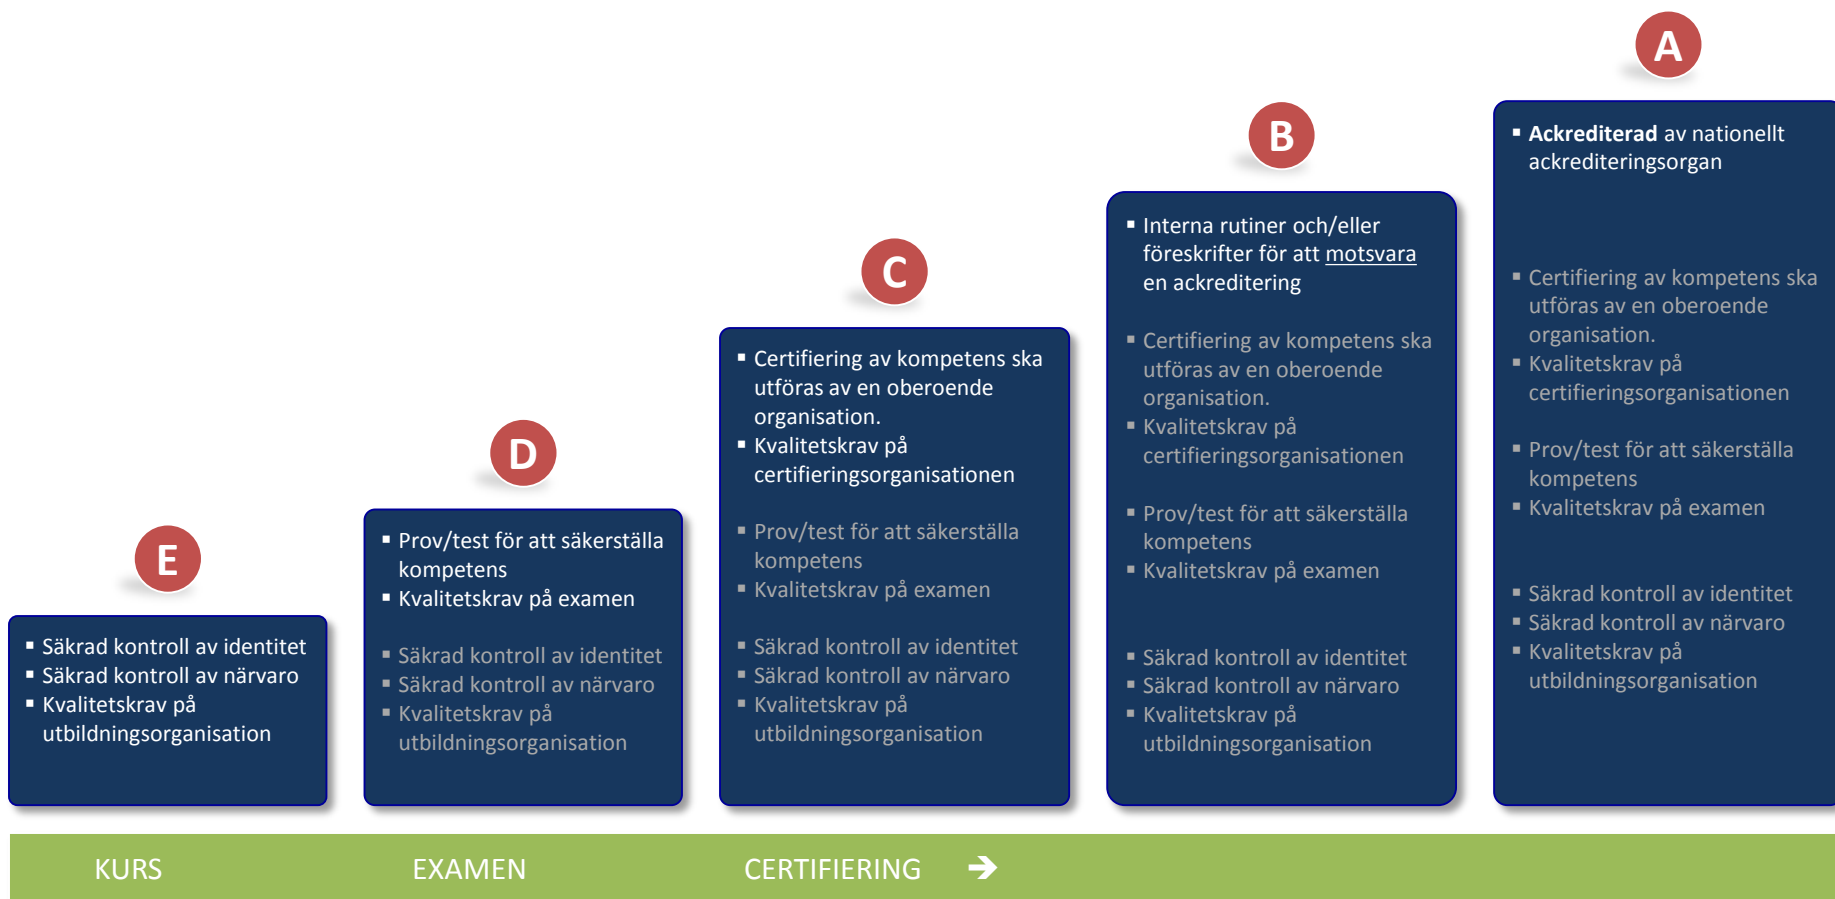 E
▪ Säkrad kontroll av identitet
▪ Säkrad kontroll av närvaro
▪ Kvalitetskrav på
utbildningsorganisation
D
▪ Prov/test för att säkerställa
kompetens
▪ Kvalitetskrav på examen
▪ Säkrad kontroll av identitet
▪ Säkrad kontroll av närvaro
▪ Kvalitetskrav på
utbildningsorganisation
C
▪ Certifiering av kompetens ska
utföras av en oberoende
organisation.
▪ Kvalitetskrav på
certifieringsorganisationen
▪ Prov/test för att säkerställa
kompetens
▪ Kvalitetskrav på examen
▪ Säkrad kontroll av identitet
▪ Säkrad kontroll av närvaro
▪ Kvalitetskrav på
utbildningsorganisation
B
▪ Interna rutiner och/eller
föreskrifter för att motsvara
en ackreditering
▪ Certifiering av kompetens ska
utföras av en oberoende
organisation.
▪ Kvalitetskrav på
certifieringsorganisationen
▪ Prov/test för att säkerställa
kompetens
▪ Kvalitetskrav på examen
▪ Säkrad kontroll av identitet
▪ Säkrad kontroll av närvaro
▪ Kvalitetskrav på
utbildningsorganisation
A
▪ Ackrediterad av nationellt
ackrediteringsorgan
▪ Certifiering av kompetens ska
utföras av en oberoende
organisation.
▪ Kvalitetskrav på
certifieringsorganisationen
▪ Prov/test för att säkerställa
kompetens
▪ Kvalitetskrav på examen
▪ Säkrad kontroll av identitet
▪ Säkrad kontroll av närvaro
▪ Kvalitetskrav på
utbildningsorganisation
KURS EXAMEN CERTIFIERING ➔